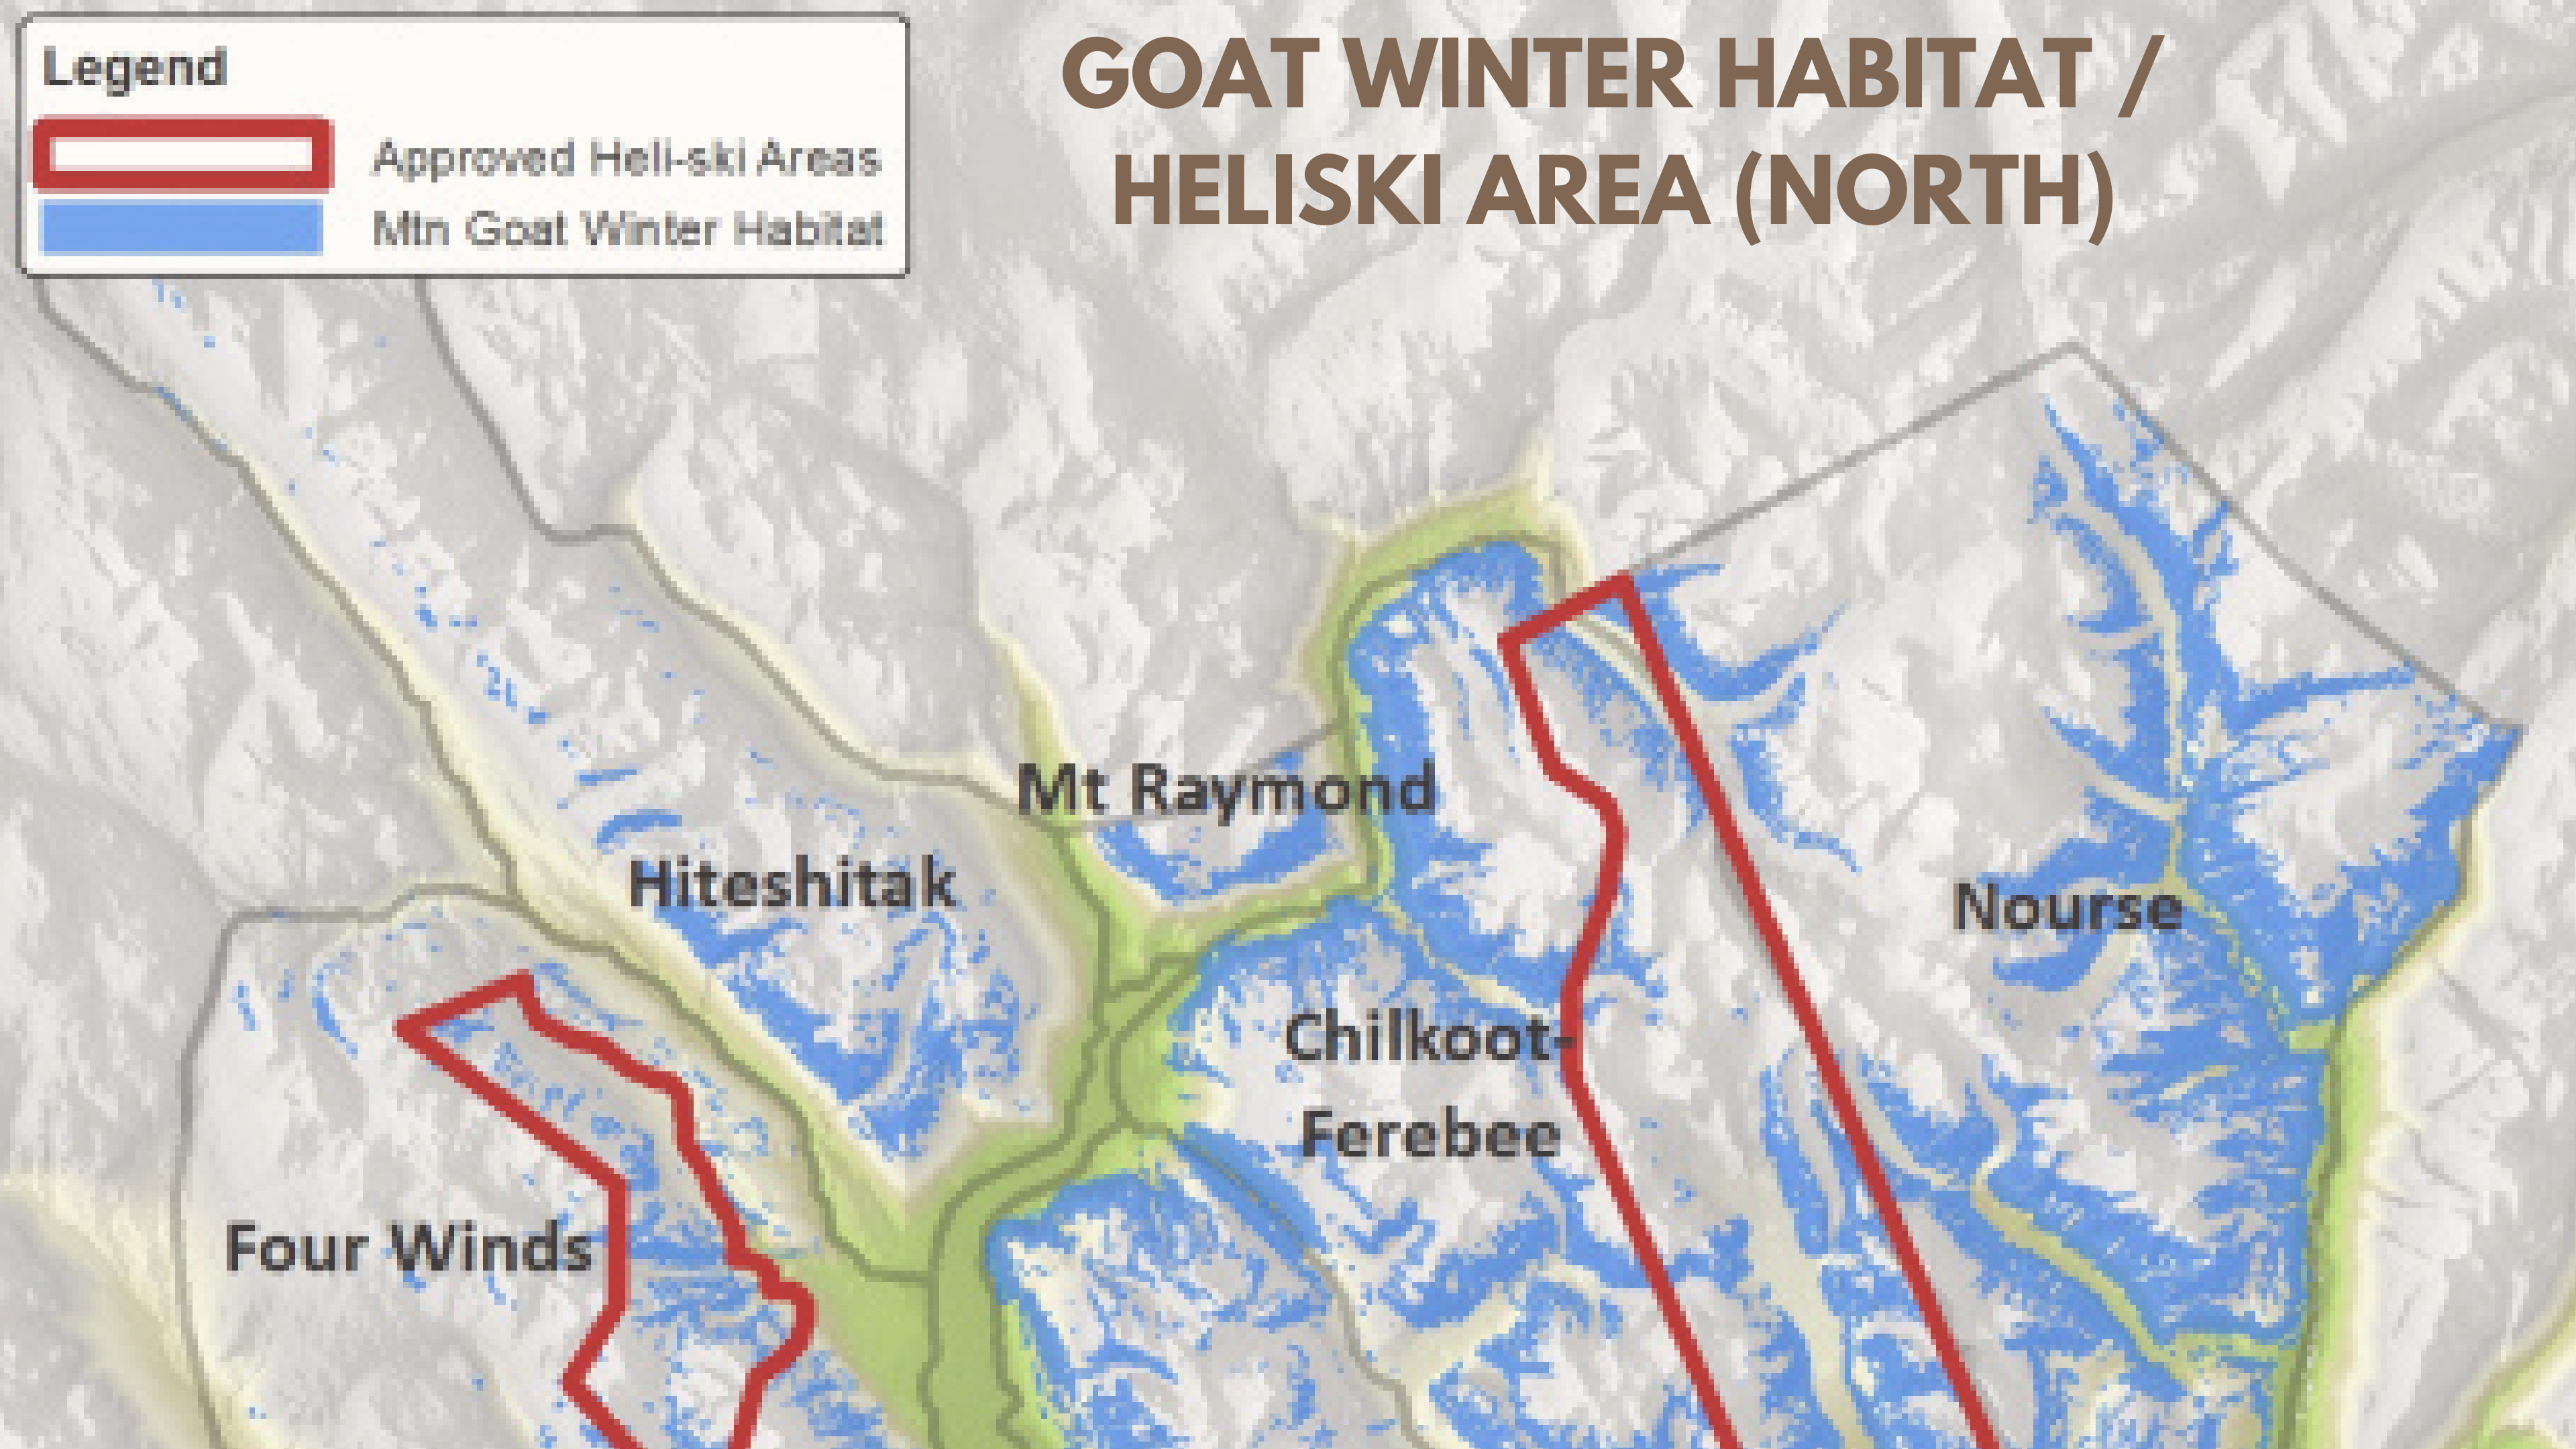 Legend
Approved Heli-ski Areas
Mtn Goat Winter Habitat
GOAT WINTER HABITAT /
HELISKI AREA (NORTH)
Mt Raymond
Hiteshitak
Nourse
Chilkoot-
Ferebee
Four Winds